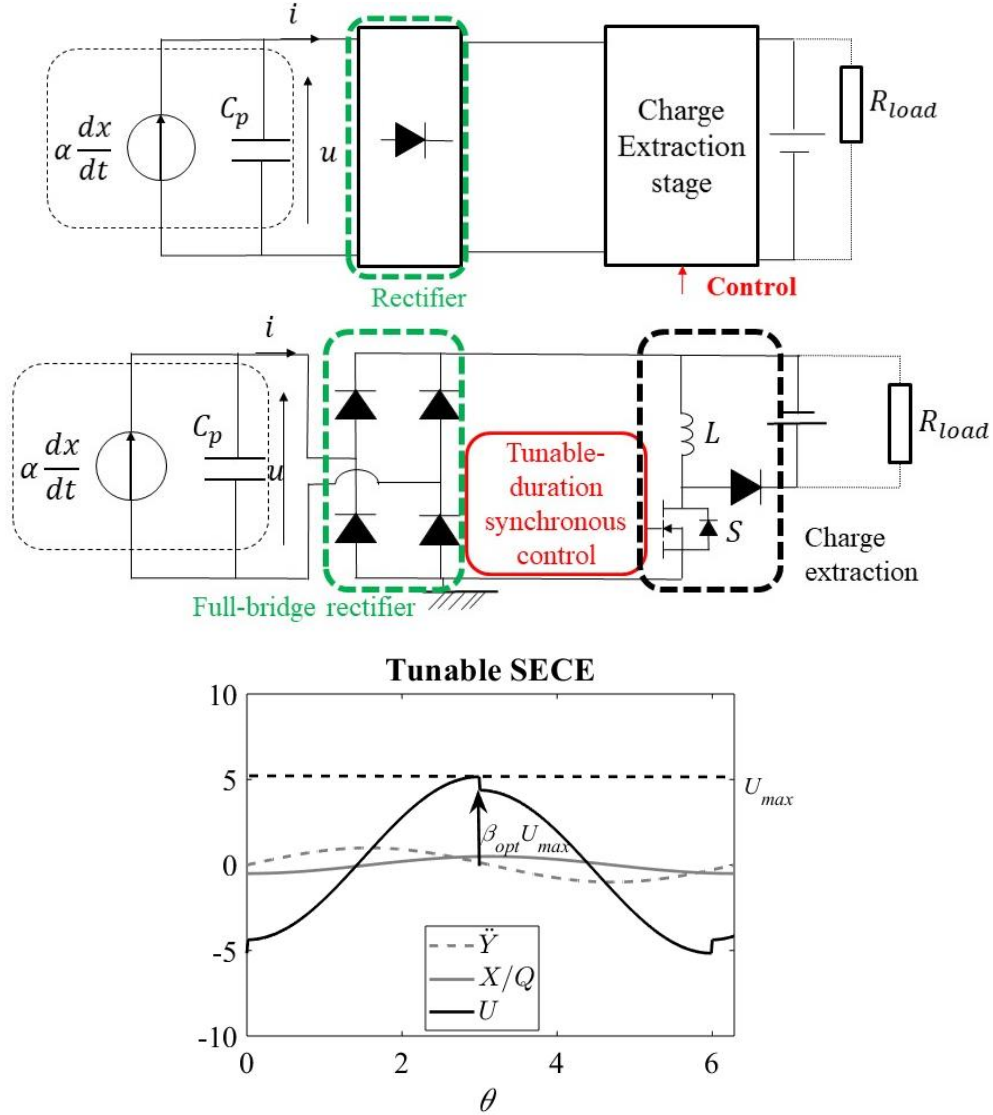 i
α dx/dt
C_p
u
Charge
Extraction
stage
R_load
Rectifier
Control
i
α dx/dt
C_p
u
Tunable-
duration
synchronous
control
L
S
R_load
Charge
extraction
Full-bridge rectifier
Tunable SECE
10
5
0
-5
-10
U_max
β_opt U_max
Ÿ
X/Q
U
0
2
4
6
θ